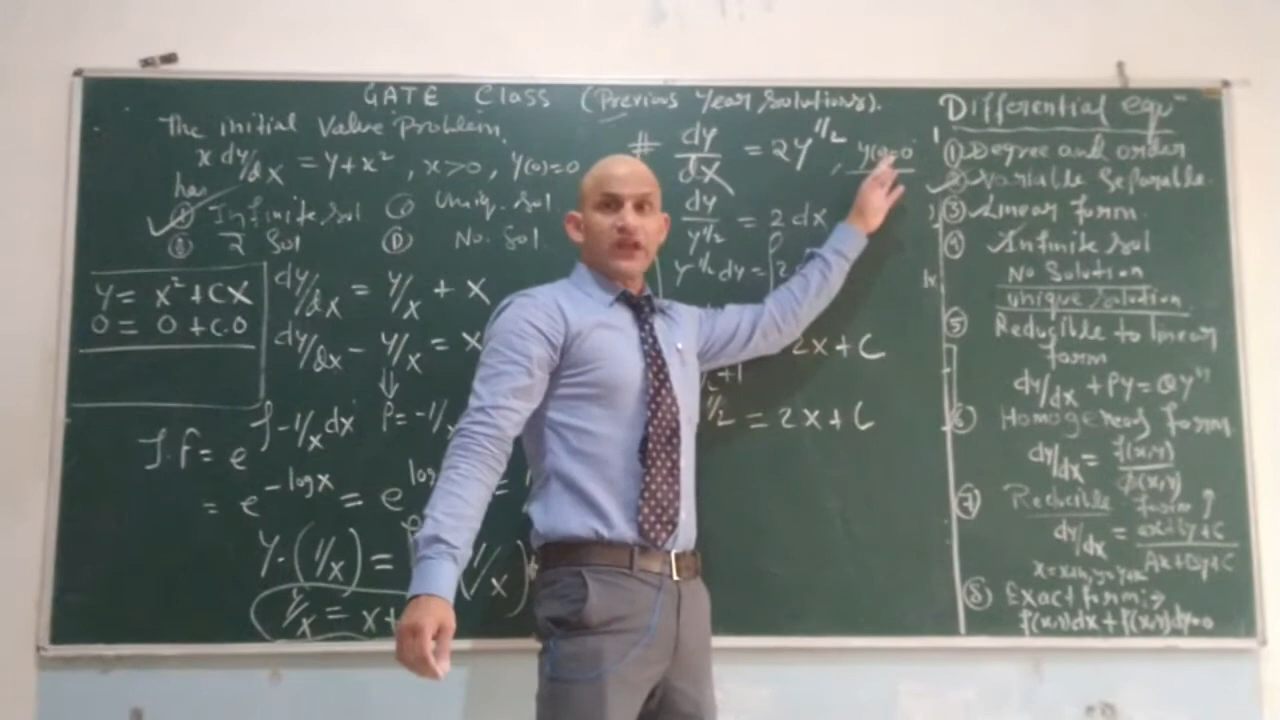 GATE Class (Previous Year Solutions).
The initial Value Problem,
x dy/dx = y+x², x>0, y(0)=0
has
Ⓐ Infinite sol Ⓒ Uniq. Sol
Ⓑ 2 Sol Ⓓ No. Sol.
y = x²+cx
0 = 0+c.0
dy/dx = y/x + x
dy/dx - y/x = x
P = -1/x
I.F = e^∫-1/x dx
= e^-logx = e^log
y·(1/x) =
y/x = x+
# dy/dx = 2y^1/2, y(0)=0
dy/y^1/2 = 2dx
2x+C
1/2 = 2x+C
Differential eqn
① Degree and order
② Variable Separable
③ Linear form
④ Infinite sol
No Solution
Unique Solution
⑤ Reducible to linear
form
dy/dx + Py = Qy^n
⑥ Homogeneous form
dy/dx = f(x,y)/φ(x,y)
⑦ Reducible form
dy/dx = ax+by+c/Ax+By+C
⑧ Exact form:→
f(x,y)dx+f(x,y)dy=0